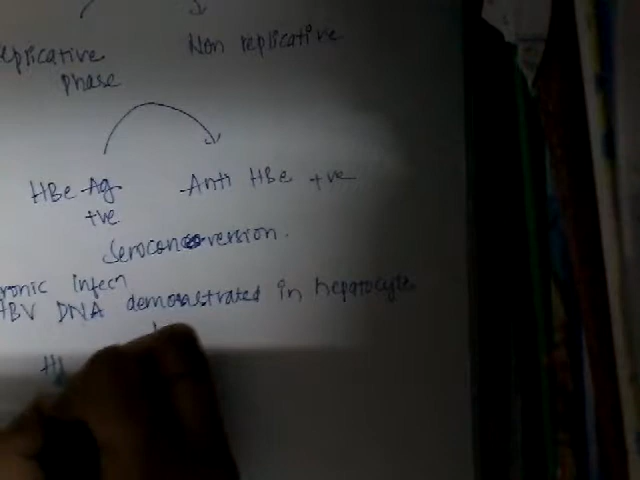 eplicative Non replicative
phase
HBe Ag Anti HBe +ve
+ve
Seroconversion.
ronic infecn
HBV DNA demonstrated in hepatocyte